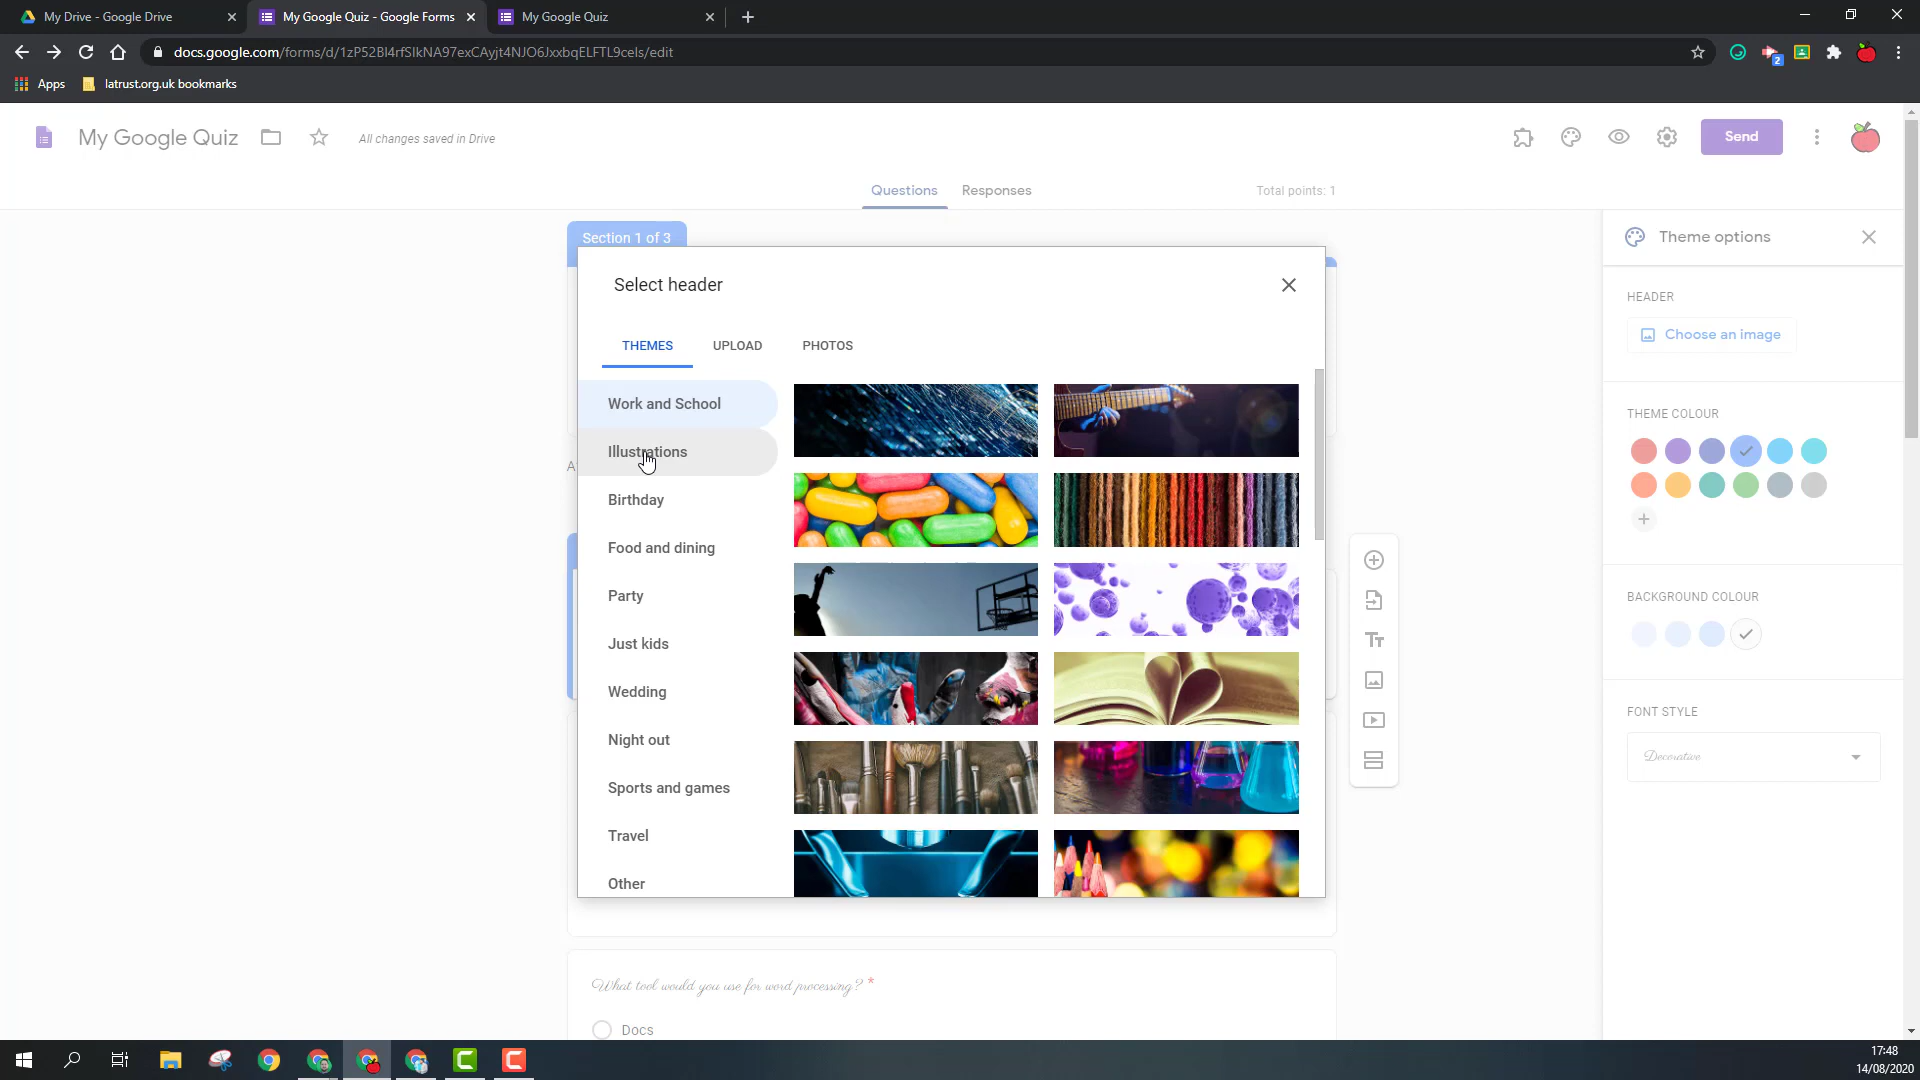 My Drive - Google Drive
My Google Quiz - Google Forms
My Google Quiz
docs.google.com/forms/d/1zP52BI4rfSIkNA97exCAyjt4NJO6JxxbqELFTL9ceIs/edit
2
Apps
latrust.org.uk bookmarks
My Google Quiz
All changes saved in Drive
Send
Questions
Responses
Total points: 1
Section 1 of 3
Theme options
Select header
HEADER
Choose an image
THEMES
UPLOAD
PHOTOS
Work and School
THEME COLOUR
Illustrations
Birthday
Food and dining
Party
BACKGROUND COLOUR
Just kids
Wedding
FONT STYLE
Night out
Decorative
Sports and games
Travel
Other
What tool would you use for word processing? *
Docs
17:48
14/08/2020